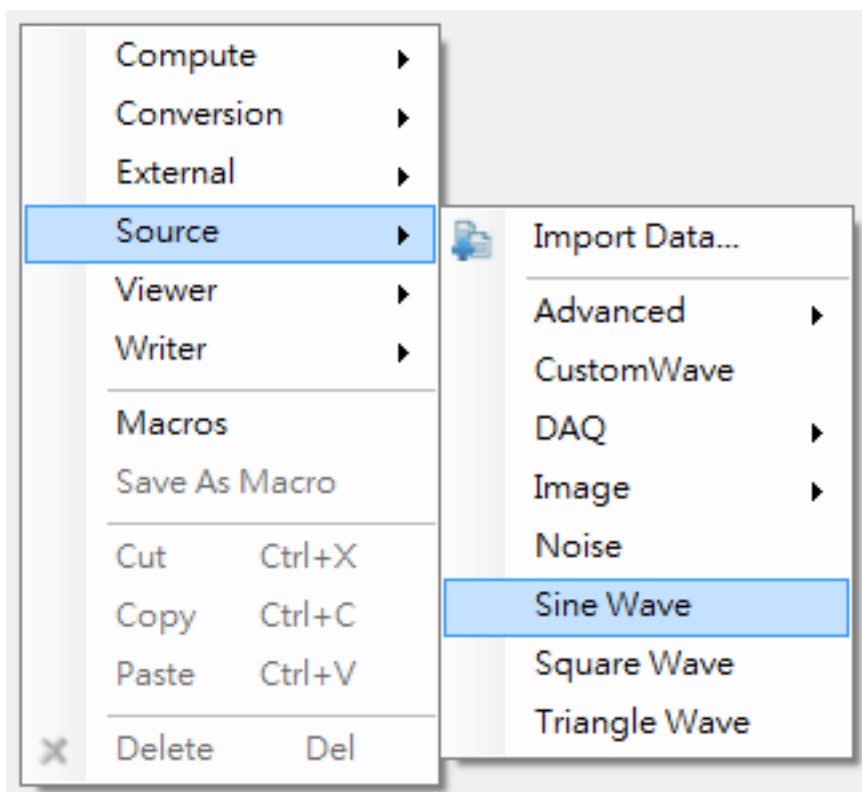 Compute
Conversion
External
Source
Viewer
Writer
Macros
Save As Macro
Cut Ctrl+X
Copy Ctrl+C
Paste Ctrl+V
Delete Del
Import Data...
Advanced
CustomWave
DAQ
Image
Noise
Sine Wave
Square Wave
Triangle Wave